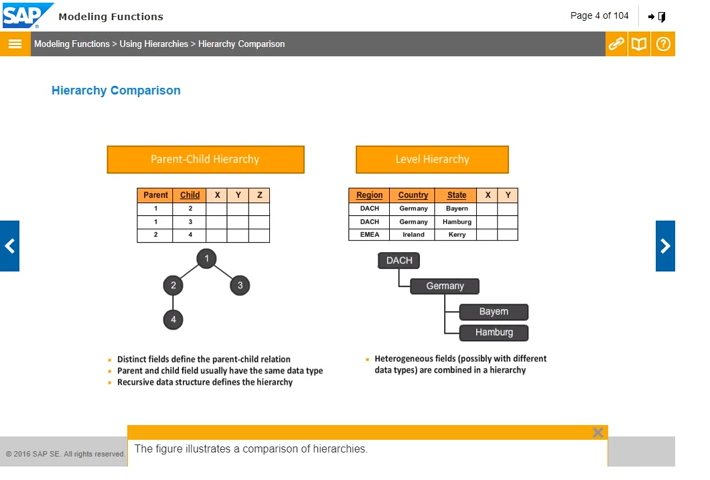 SAP
Modeling Functions
Page 4 of 104
Modeling Functions > Using Hierarchies > Hierarchy Comparison
Hierarchy Comparison
Parent-Child Hierarchy
Parent Child X Y Z
1 2
1 3
2 4
1
2 3
4
• Distinct fields define the parent-child relation
• Parent and child field usually have the same data type
• Recursive data structure defines the hierarchy
Level Hierarchy
Region Country State X Y
DACH Germany Bayern
DACH Germany Hamburg
EMEA Ireland Kerry
DACH
Germany
Bayern
Hamburg
• Heterogeneous fields (possibly with different
data types) are combined in a hierarchy
The figure illustrates a comparison of hierarchies.
© 2016 SAP SE. All rights reserved.